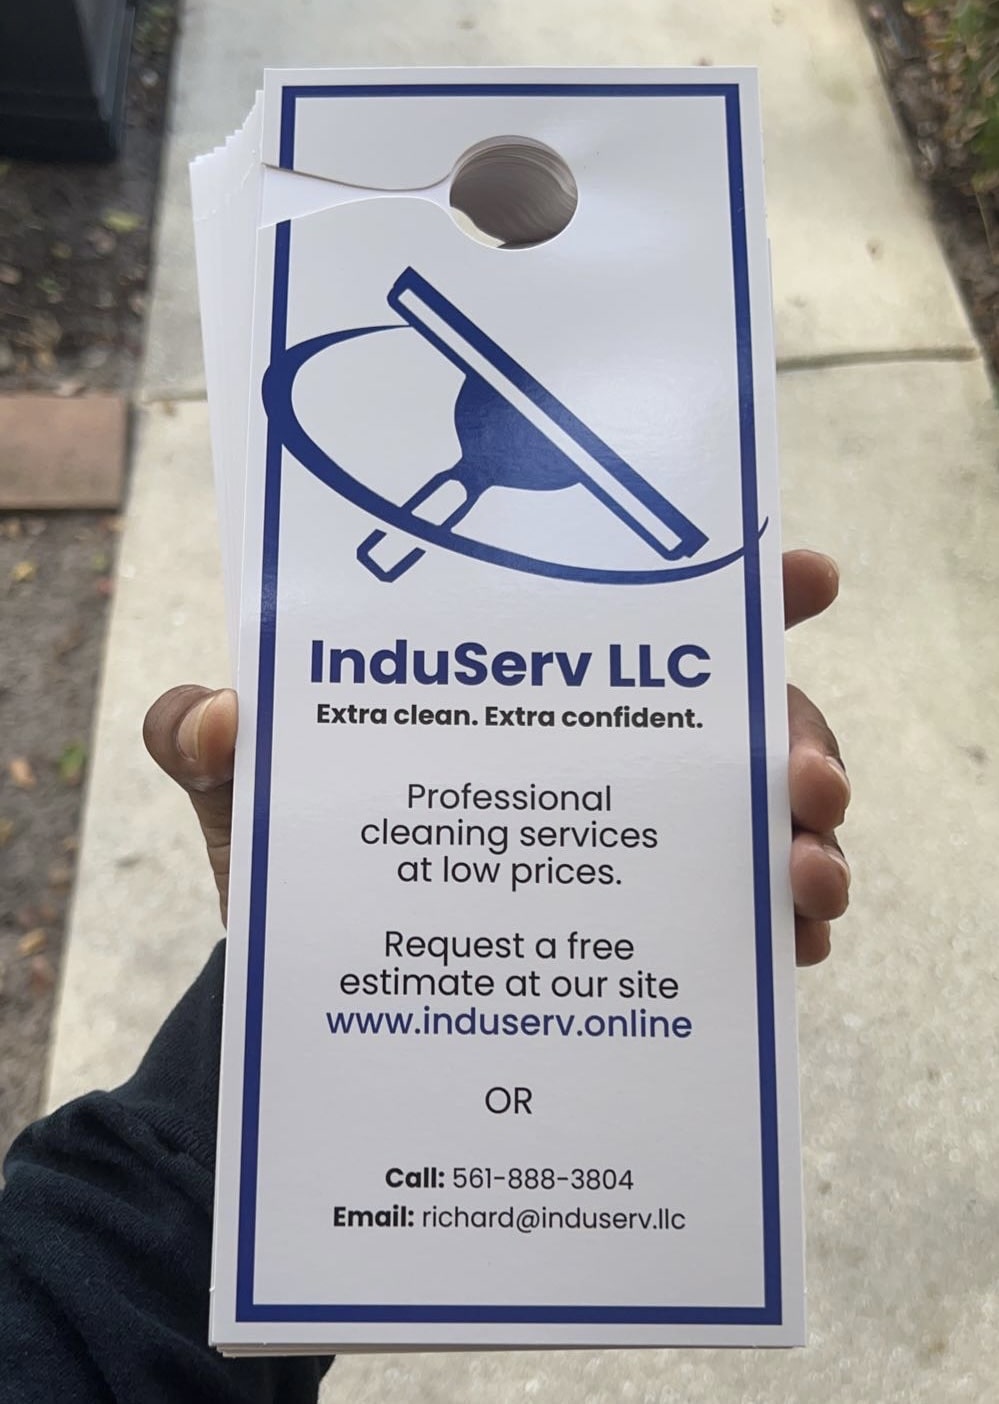 InduServ LLC
Extra clean. Extra confident.
Professional
cleaning services
at low prices.
Request a free
estimate at our site
www.induserv.online
OR
Call: 561-888-3804
Email: richard@induserv.llc